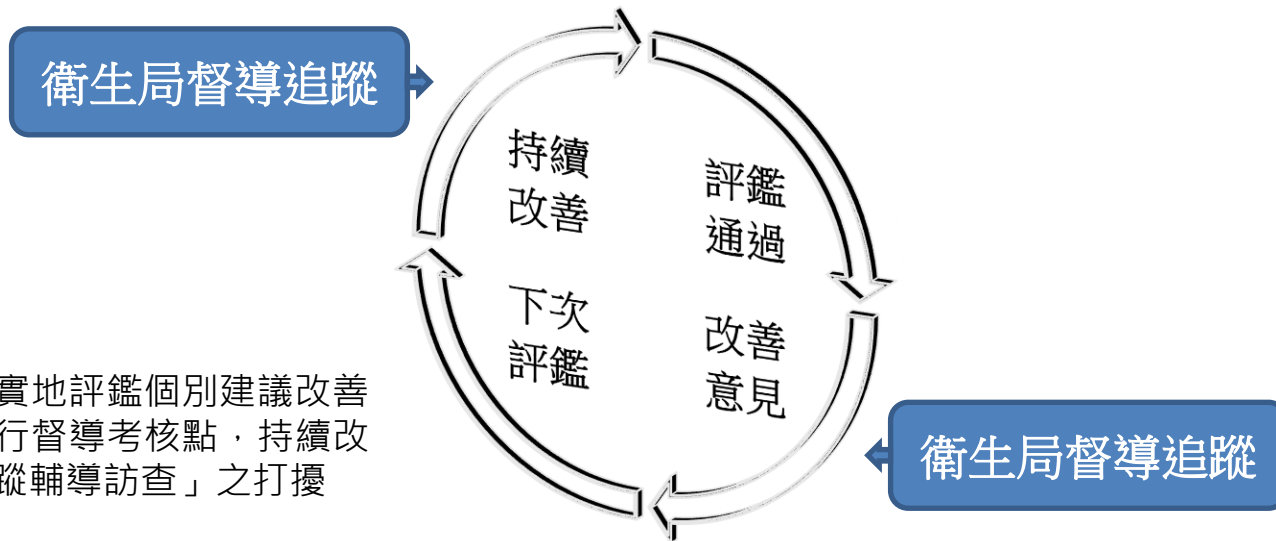 衛生局督導追蹤
持續
改善
評鑑
通過
下次
評鑑
改善
意見
實地評鑑個別建議改善
行督導考核點，持續改
蹤輔導訪查」之打擾
衛生局督導追蹤